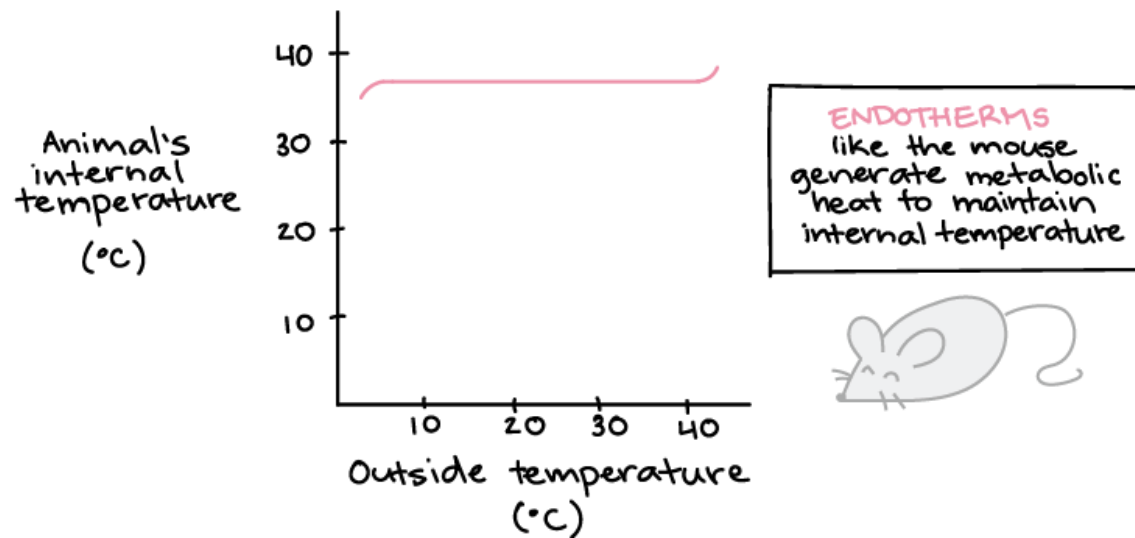 Animal's
internal
temperature
(°C)
40
30
20
10
10
20
30
40
Outside temperature
(°C)
ENDOTHERMS
like the mouse
generate metabolic
heat to maintain
internal temperature